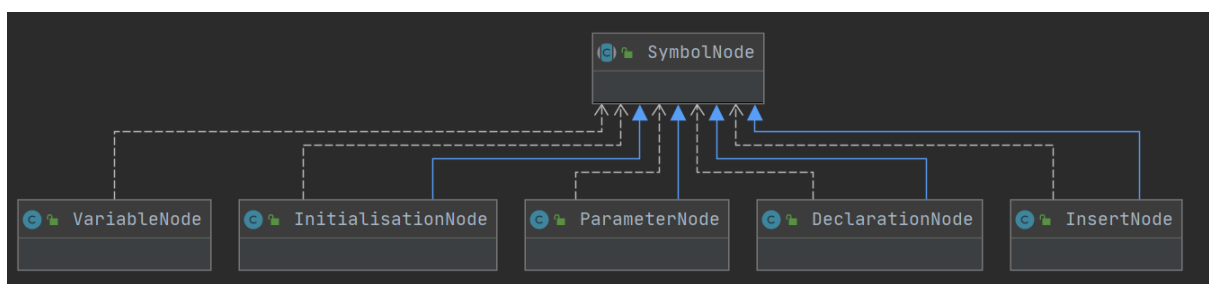 SymbolNode
VariableNode
InitialisationNode
ParameterNode
DeclarationNode
InsertNode